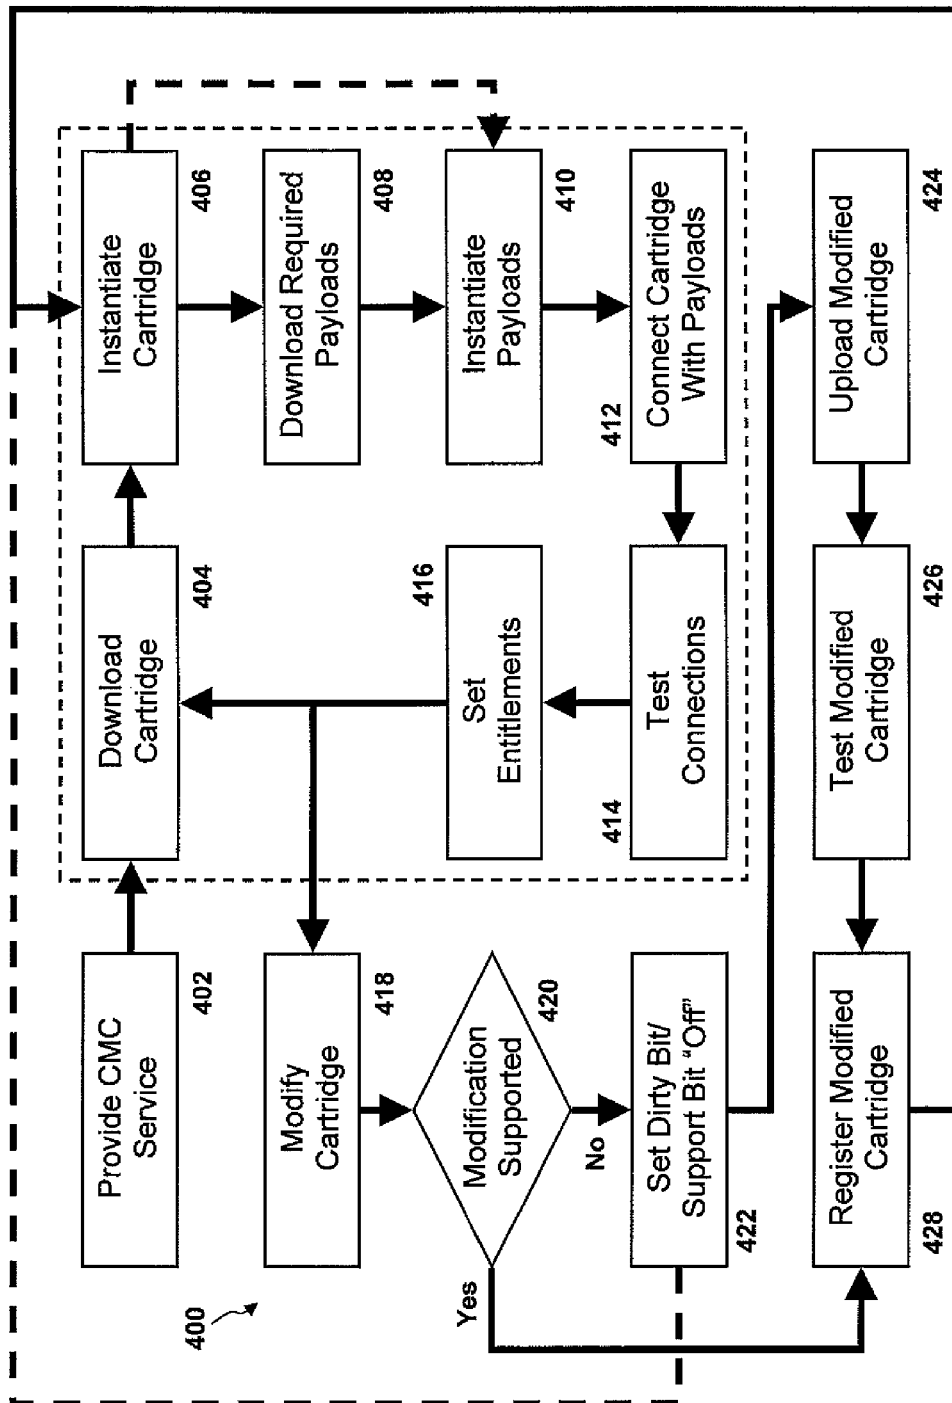 400
Provide CMC
Service
402
Download
Cartridge
404
Instantiate
Cartridge
406
Modify
Cartridge
418
Set
Entitlements
416
Download Required
Payloads
408
Modification
Supported
420
Yes
No
Instantiate
Payloads
410
Set Dirty Bit/
Support Bit “Off”
422
Test
Connections
414
Connect Cartridge
With Payloads
412
Register Modified
Cartridge
428
Test Modified
Cartridge
426
Upload Modified
Cartridge
424